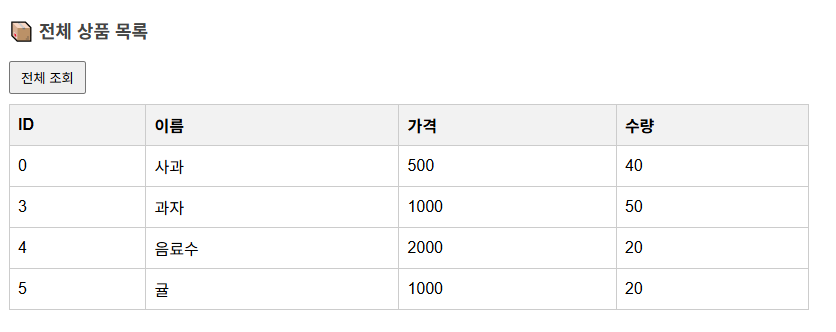 전체 상품 목록
전체 조회
ID 이름 가격 수량
0 사과 500 40
3 과자 1000 50
4 음료수 2000 20
5 귤 1000 20